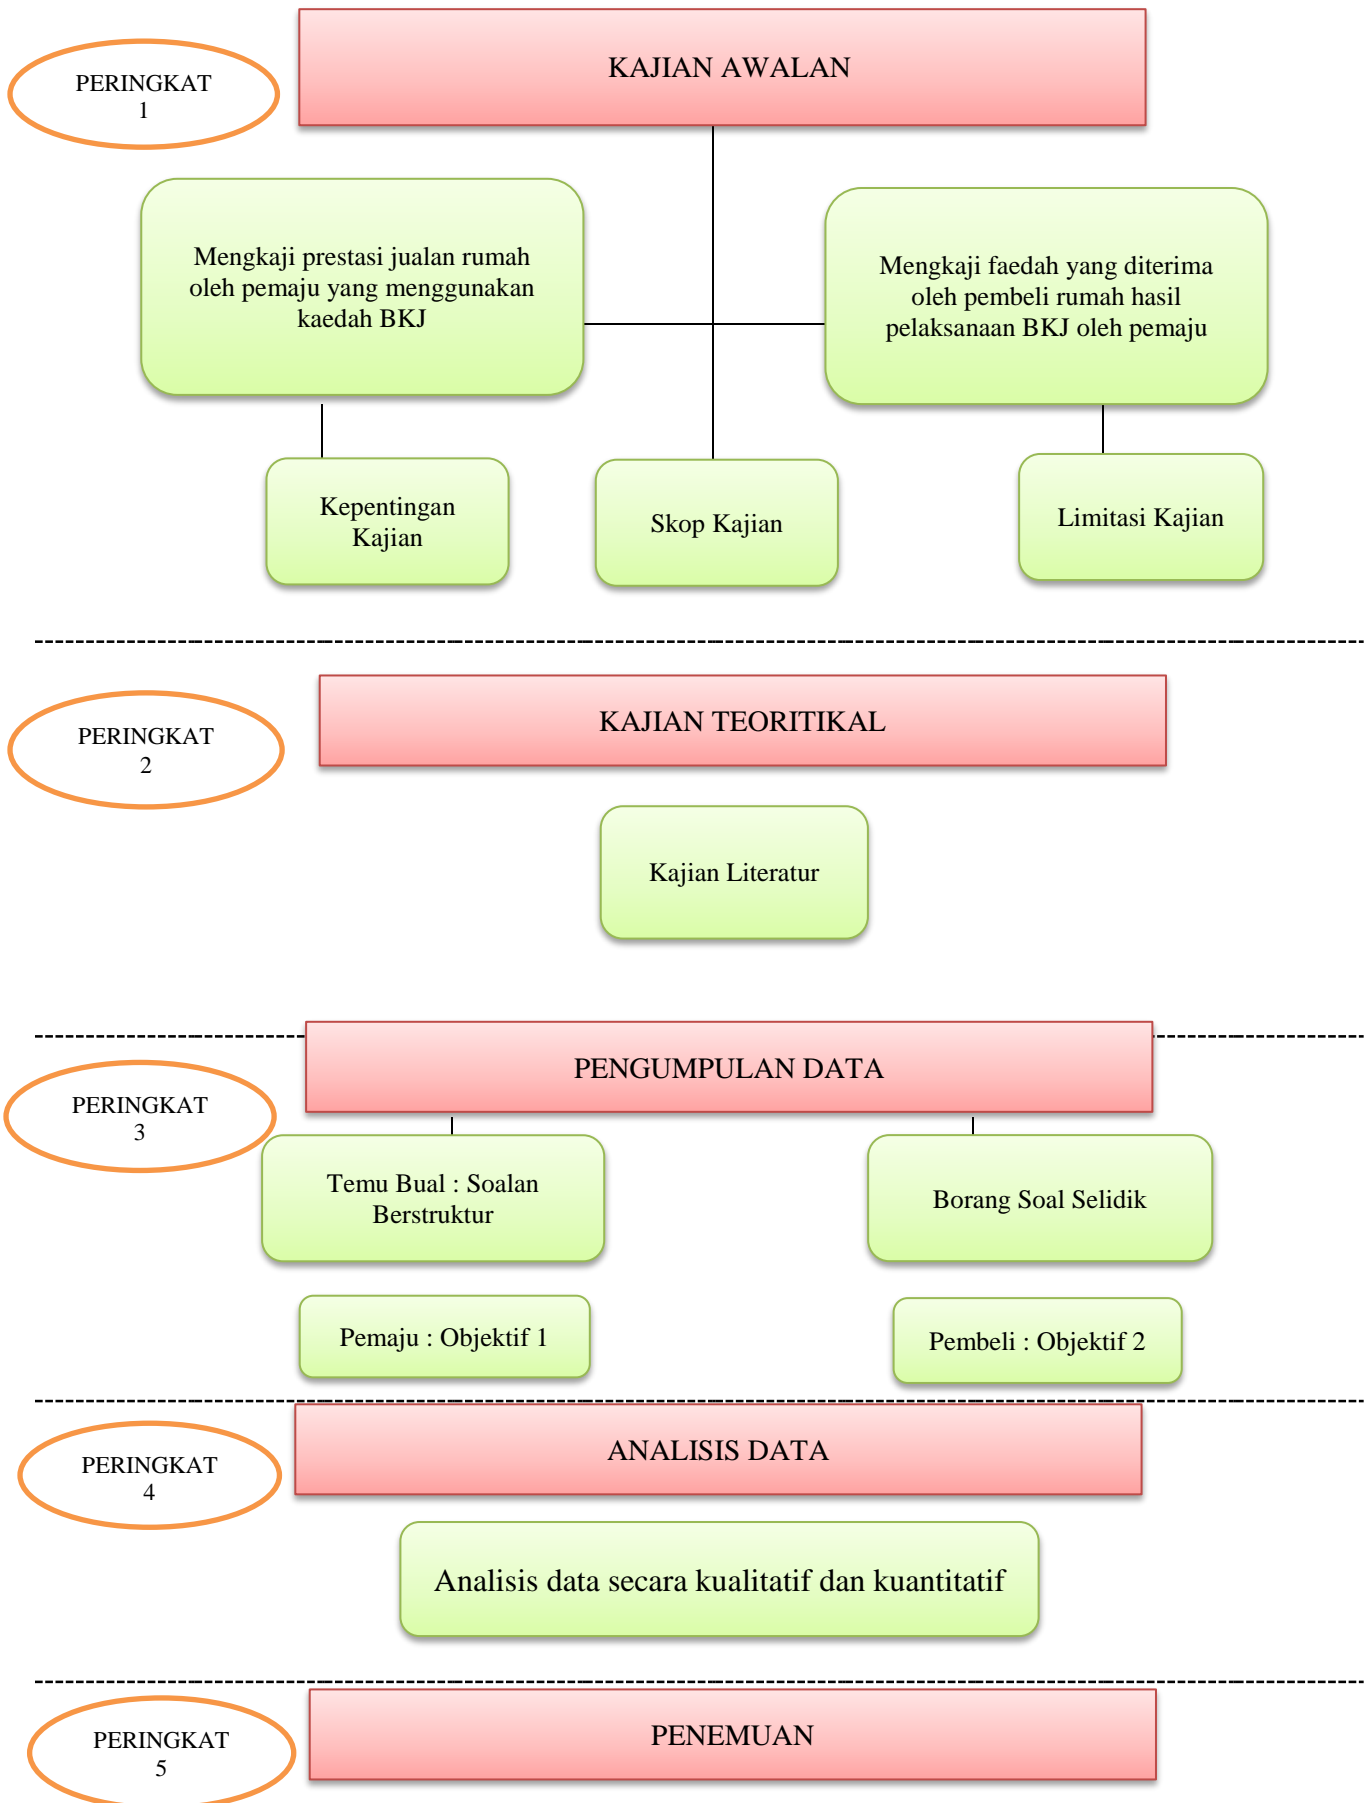 PERINGKAT
1
KAJIAN AWALAN
Mengkaji prestasi jualan rumah
oleh pemaju yang menggunakan
kaedah BKJ
Mengkaji faedah yang diterima
oleh pembeli rumah hasil
pelaksanaan BKJ oleh pemaju
Kepentingan
Kajian
Skop Kajian
Limitasi Kajian
PERINGKAT
2
KAJIAN TEORITIKAL
Kajian Literatur
PERINGKAT
3
PENGUMPULAN DATA
Temu Bual : Soalan
Berstruktur
Borang Soal Selidik
Pemaju : Objektif 1
Pembeli : Objektif 2
PERINGKAT
4
ANALISIS DATA
Analisis data secara kualitatif dan kuantitatif
PERINGKAT
5
PENEMUAN